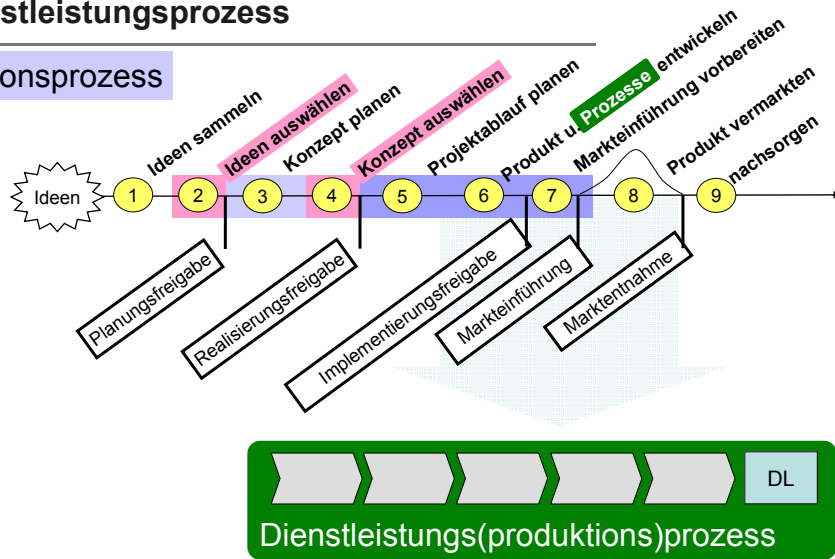 stleistungsprozess
onsprozess
Ideen
1
Ideen sammeln
2
Ideen auswählen
3
Konzept planen
4
Konzept auswählen
5
Projektablauf planen
6
Produkt u. Prozesse entwickeln
7
Markteinführung vorbereiten
8
Produkt vermarkten
9
nachsorgen
Planungsfreigabe
Realisierungsfreigabe
Implementierungsfreigabe
Markteinführung
Marktentnahme
DL
Dienstleistungs(produktions)prozess